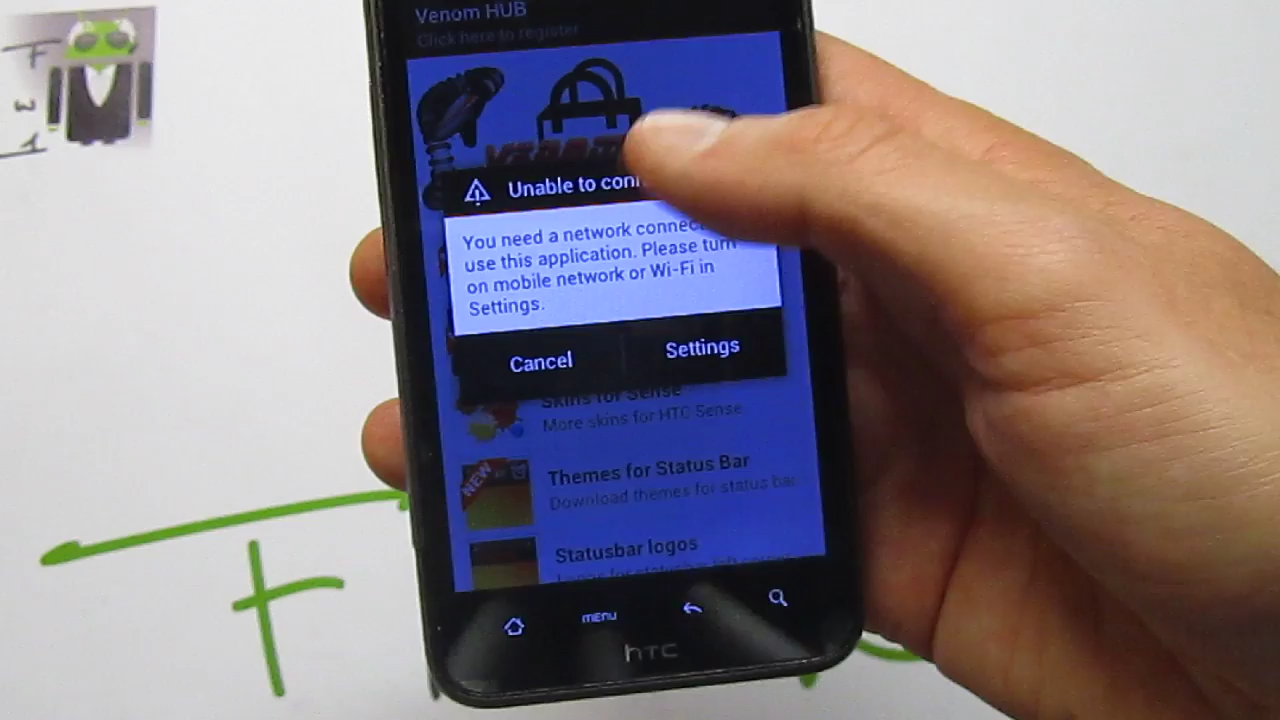 Venom HUB
Click here to register
Unable to
You need a network
use this application. Please turn
on mobile network or Wi-Fi in
Settings.
Cancel
Settings
Skins for Sense
More skins for HTC Sense
NEW
Themes for Status Bar
Download themes for status bar
Statusbar logos
menu
hTC
F